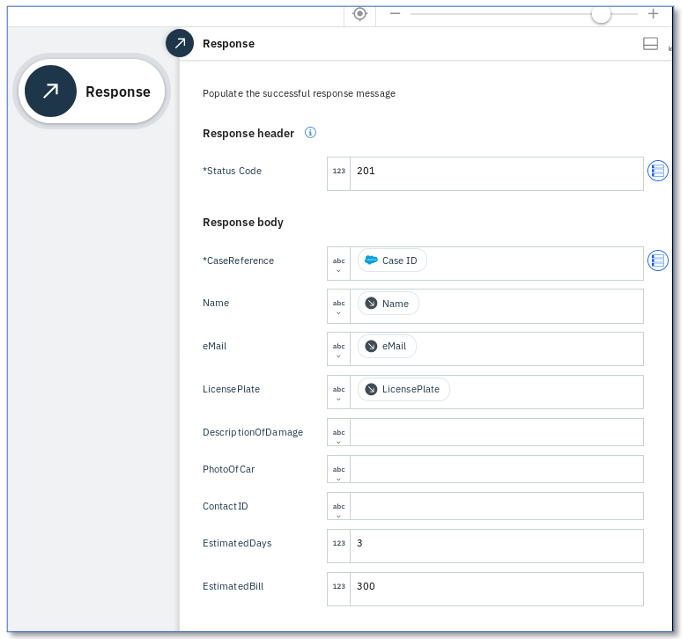 Response
Response
Populate the successful response message
Response header
*Status Code 123 201
Response body
*CaseReference abc Case ID
Name abc Name
eMail abc eMail
LicensePlate abc LicensePlate
DescriptionOfDamage abc
PhotoOfCar abc
ContactID abc
EstimatedDays 123 3
EstimatedBill 123 300